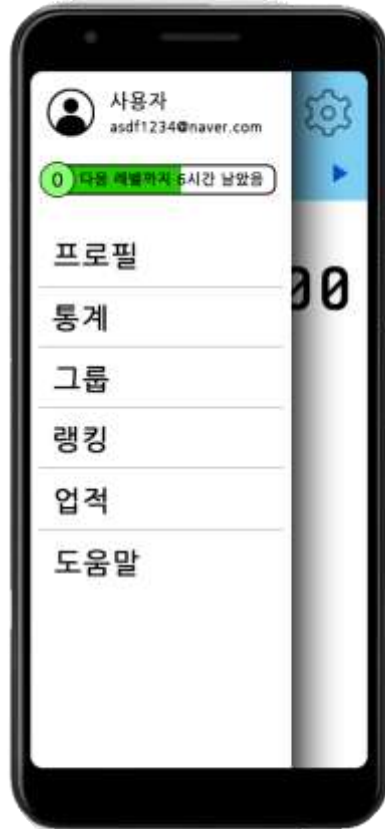 사용자
asdf1234@naver.com
0 다음 레벨까지 6시간 남았음
프로필
00
통계
그룹
랭킹
업적
도움말